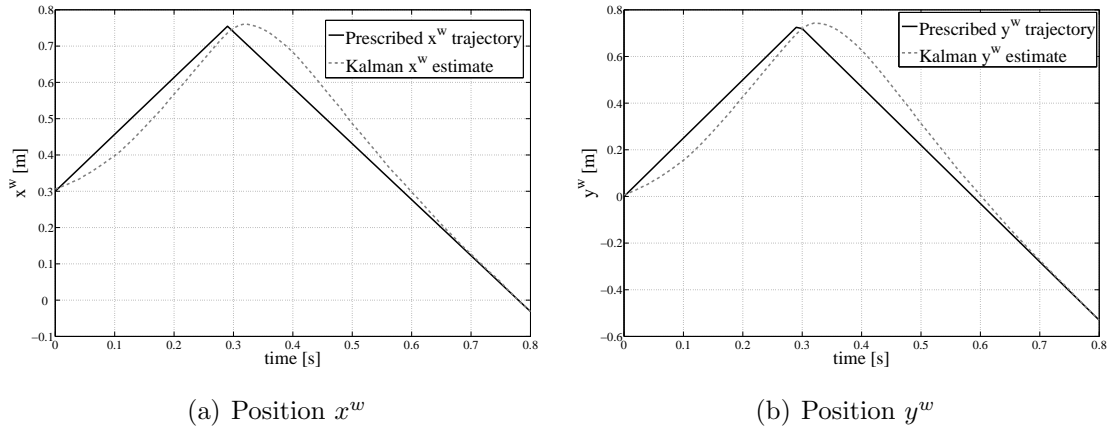 0.8
0.7
0.6
0.5
0.4
0.3
0.2
0.1
0
−0.1
x^w [m]
0 0.1 0.2 0.3 0.4 0.5 0.6 0.7 0.8
time [s]
Prescribed x^w trajectory
Kalman x^w estimate
(a) Position x^w
0.8
0.6
0.4
0.2
0
−0.2
−0.4
−0.6
y^w [m]
0 0.1 0.2 0.3 0.4 0.5 0.6 0.7 0.8
time [s]
Prescribed y^w trajectory
Kalman y^w estimate
(b) Position y^w